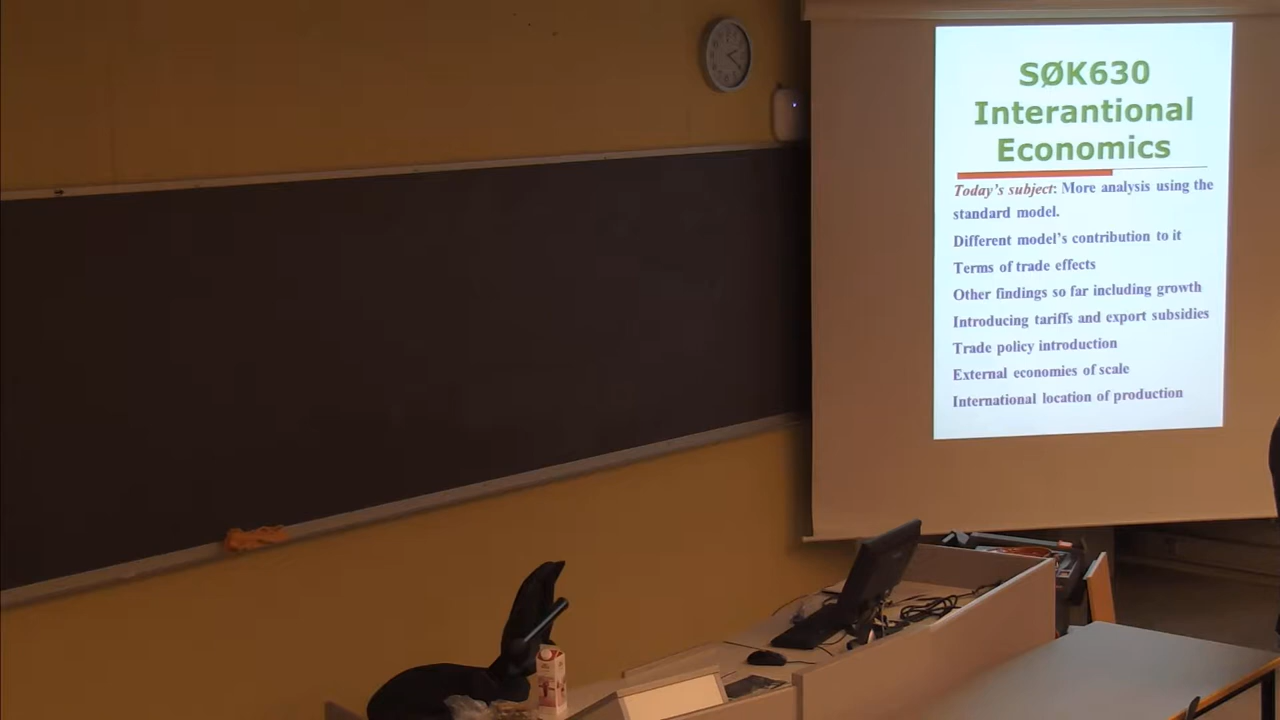 SØK630
Interantional
Economics
Today's subject: More analysis using the
standard model.
Different model's contribution to it
Terms of trade effects
Other findings so far including growth
Introducing tariffs and export subsidies
Trade policy introduction
External economies of scale
International location of production